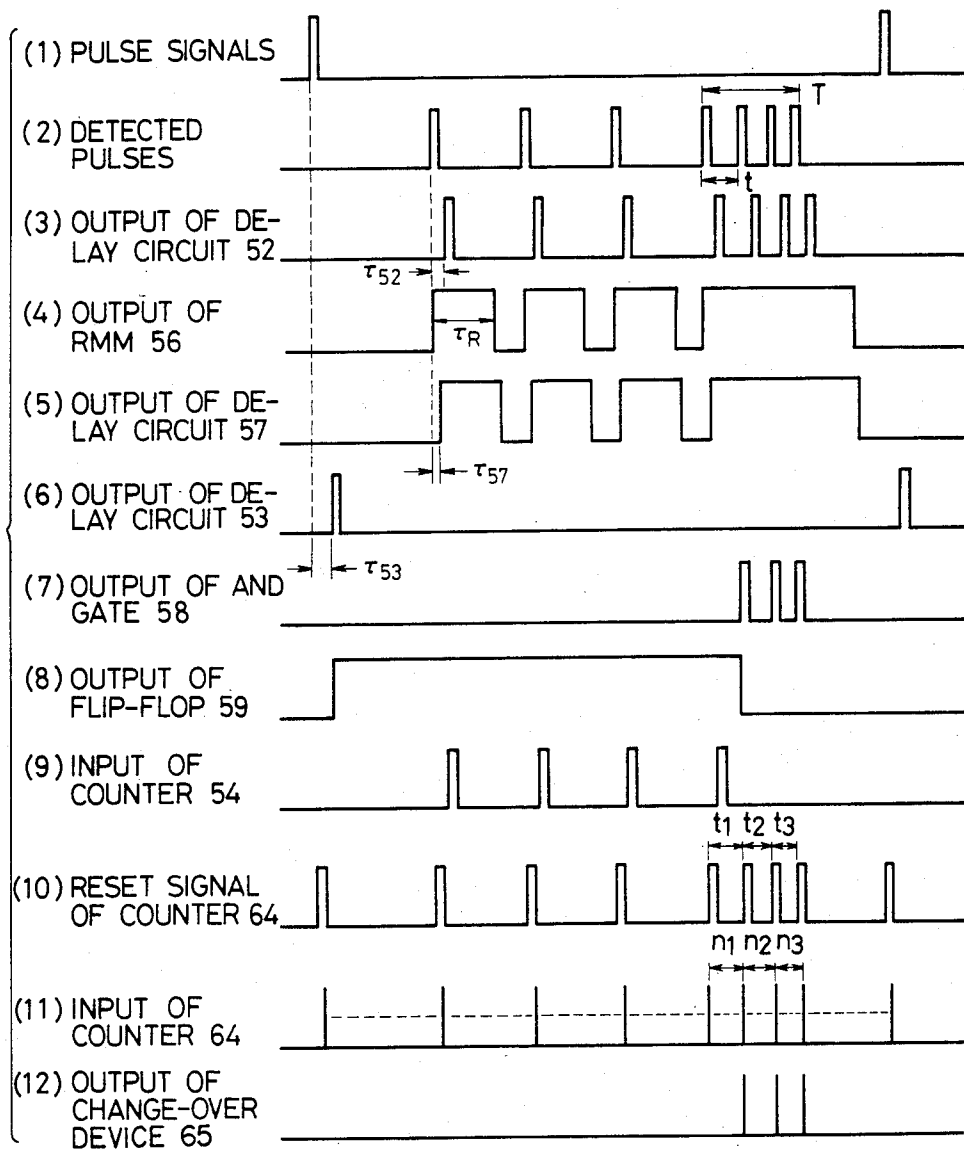 (1) PULSE SIGNALS
T
(2) DETECTED
PULSES
t
(3) OUTPUT OF DE-
LAY CIRCUIT 52
τ52
(4) OUTPUT OF
RMM 56
τR
(5) OUTPUT OF DE-
LAY CIRCUIT 57
τ57
(6) OUTPUT OF DE-
LAY CIRCUIT 53
τ53
(7) OUTPUT OF AND
GATE 58
(8) OUTPUT OF
FLIP-FLOP 59
(9) INPUT OF
COUNTER 54
t1 t2 t3
(10) RESET SIGNAL
OF COUNTER 64
n1 n2 n3
(11) INPUT OF
COUNTER 64
(12) OUTPUT OF
CHANGE-OVER
DEVICE 65